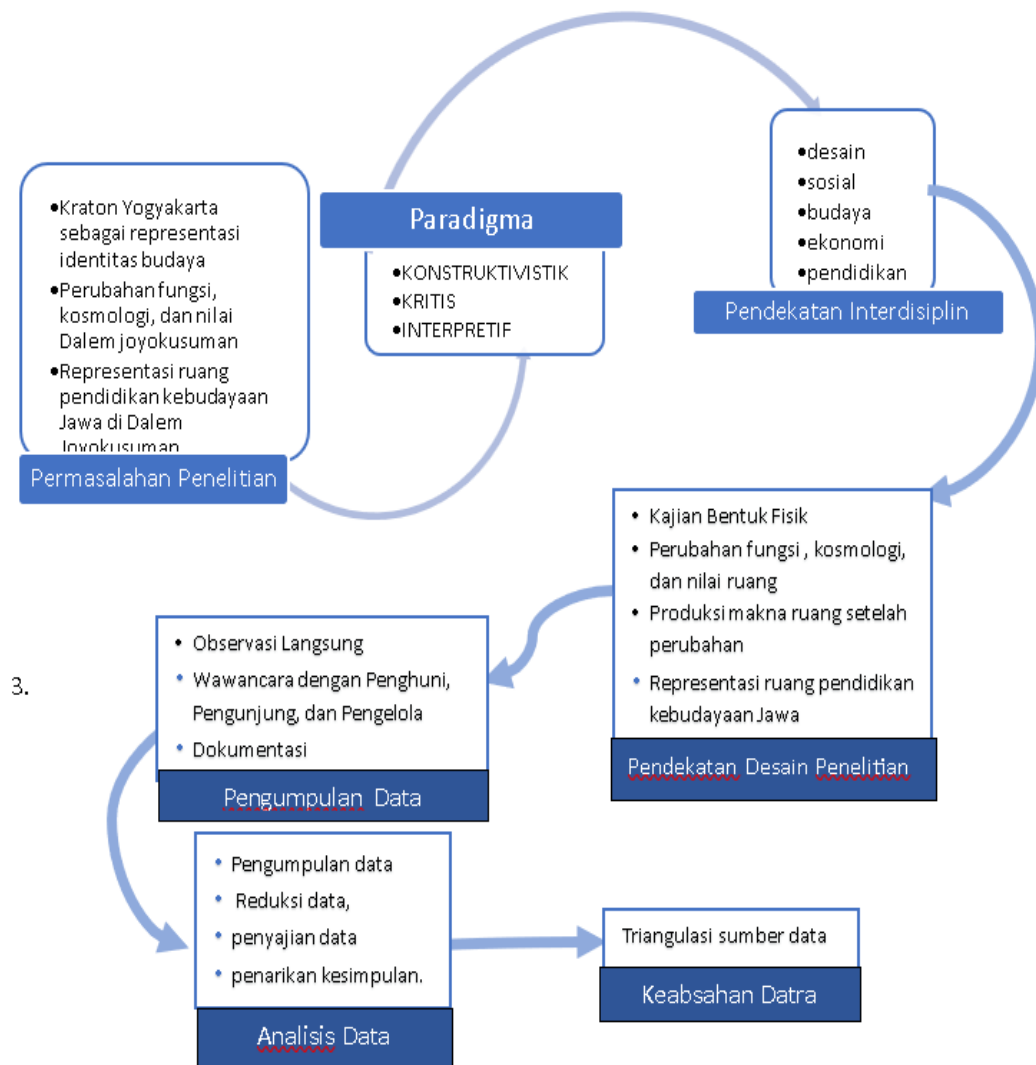 •Kraton Yogyakarta
sebagai representasi
identitas budaya
•Perubahan fungsi,
kosmologi, dan nilai
Dalem joyokusuman
•Representasi ruang
pendidikan kebudayaan
Jawa di Dalem
Joyokusuman
Permasalahan Penelitian
Paradigma
•KONSTRUKTIVISTIK
•KRITIS
•INTERPRETIF
•desain
•sosial
•budaya
•ekonomi
•pendidikan
Pendekatan Interdisiplin
• Kajian Bentuk Fisik
• Perubahan fungsi , kosmologi,
dan nilai ruang
• Produksi makna ruang setelah
perubahan
• Representasi ruang pendidikan
kebudayaan Jawa
Pendekatan Desain Penelitian
3.
• Observasi Langsung
• Wawancara dengan Penghuni,
Pengunjung, dan Pengelola
• Dokumentasi
Pengumpulan Data
• Pengumpulan data
• Reduksi data,
• penyajian data
• penarikan kesimpulan.
Analisis Data
Triangulasi sumber data
Keabsahan Datra